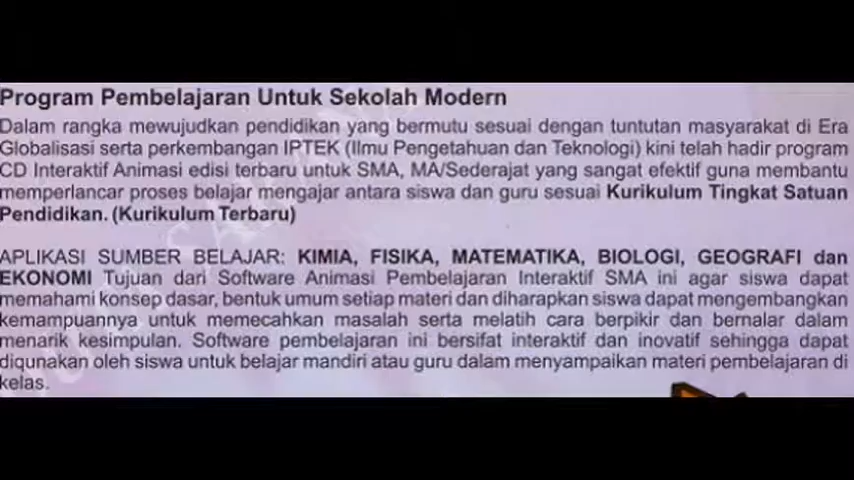 Program Pembelajaran Untuk Sekolah Modern
Dalam rangka mewujudkan pendidikan yang bermutu sesuai dengan tuntutan masyarakat di Era
Globalisasi serta perkembangan IPTEK (Ilmu Pengetahuan dan Teknologi) kini telah hadir program
CD Interaktif Animasi edisi terbaru untuk SMA, MA/Sederajat yang sangat efektif guna membantu
memperlancar proses belajar mengajar antara siswa dan guru sesuai Kurikulum Tingkat Satuan
Pendidikan. (Kurikulum Terbaru)
APLIKASI SUMBER BELAJAR: KIMIA, FISIKA, MATEMATIKA, BIOLOGI, GEOGRAFI dan
EKONOMI Tujuan dari Software Animasi Pembelajaran Interaktif SMA ini agar siswa dapat
memahami konsep dasar, bentuk umum setiap materi dan diharapkan siswa dapat mengembangkan
kemampuannya untuk memecahkan masalah serta melatih cara berpikir dan bernalar dalam
menarik kesimpulan. Software pembelajaran ini bersifat interaktif dan inovatif sehingga dapat
digunakan oleh siswa untuk belajar mandiri atau guru dalam menyampaikan materi pembelajaran di
kelas.